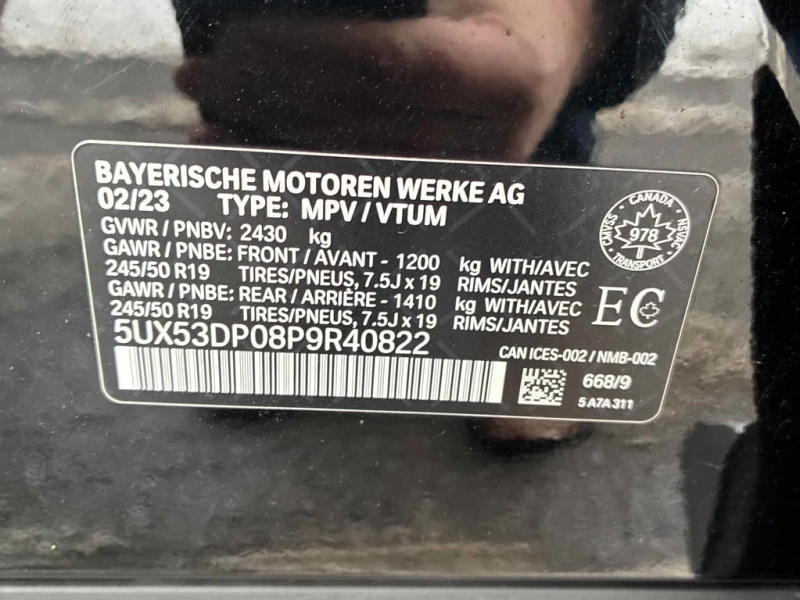 BAYERISCHE MOTOREN WERKE AG
02/23 TYPE: MPV / VTUM
GVWR / PNBV: 2430 kg
GAWR / PNBE: FRONT / AVANT - 1200 kg WITH/AVEC
245/50 R19 TIRES/PNEUS, 7.5J x 19 RIMS/JANTES
GAWR / PNBE: REAR / ARRIÈRE - 1410 kg WITH/AVEC
245/50 R19 TIRES/PNEUS, 7.5J x 19 RIMS/JANTES
5UX53DP08P9R40822
CANADA
CMVSS 978 NSVAC
TRANSPORT
EC
CAN ICES-002 / NMB-002
668/9
5 A7A 311